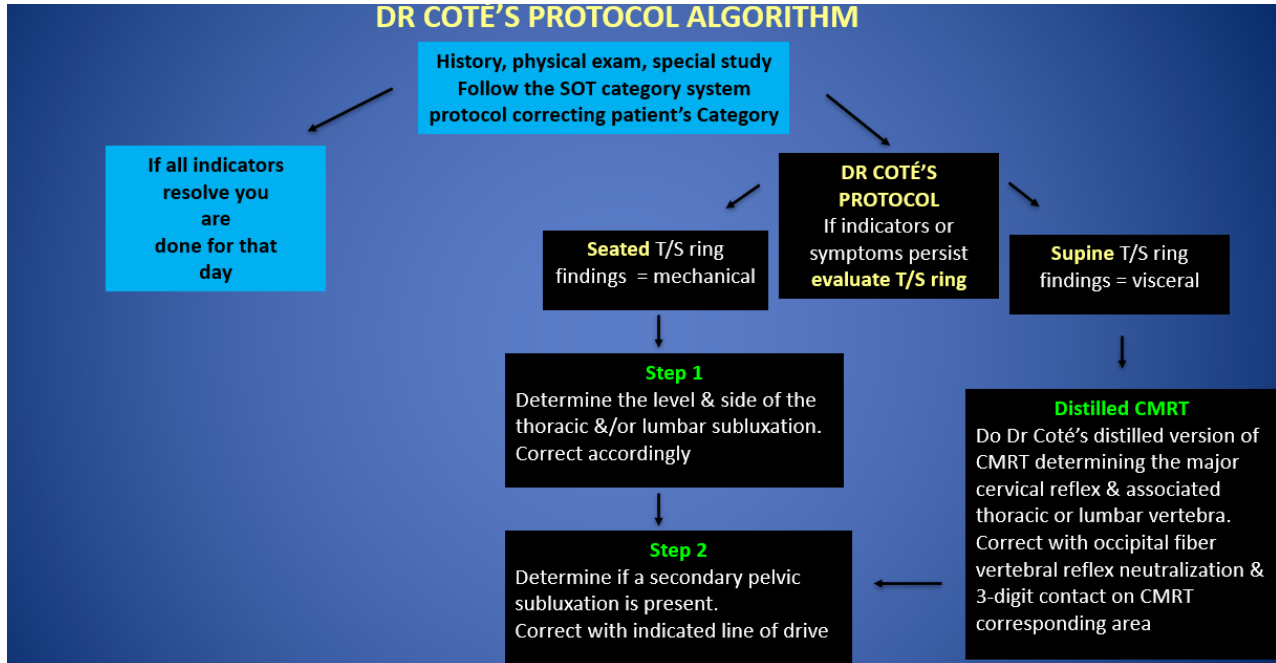 DR COTÉ'S PROTOCOL ALGORITHM
History, physical exam, special study
Follow the SOT category system
protocol correcting patient's Category
If all indicators
resolve you
are
done for that
day
DR COTÉ'S
PROTOCOL
If indicators or
symptoms persist
evaluate T/S ring
Seated T/S ring
findings = mechanical
Supine T/S ring
findings = visceral
Step 1
Determine the level & side of the
thoracic &/or lumbar subluxation.
Correct accordingly
Step 2
Determine if a secondary pelvic
subluxation is present.
Correct with indicated line of drive
Distilled CMRT
Do Dr Coté's distilled version of
CMRT determining the major
cervical reflex & associated
thoracic or lumbar vertebra.
Correct with occipital fiber
vertebral reflex neutralization &
3-digit contact on CMRT
corresponding area